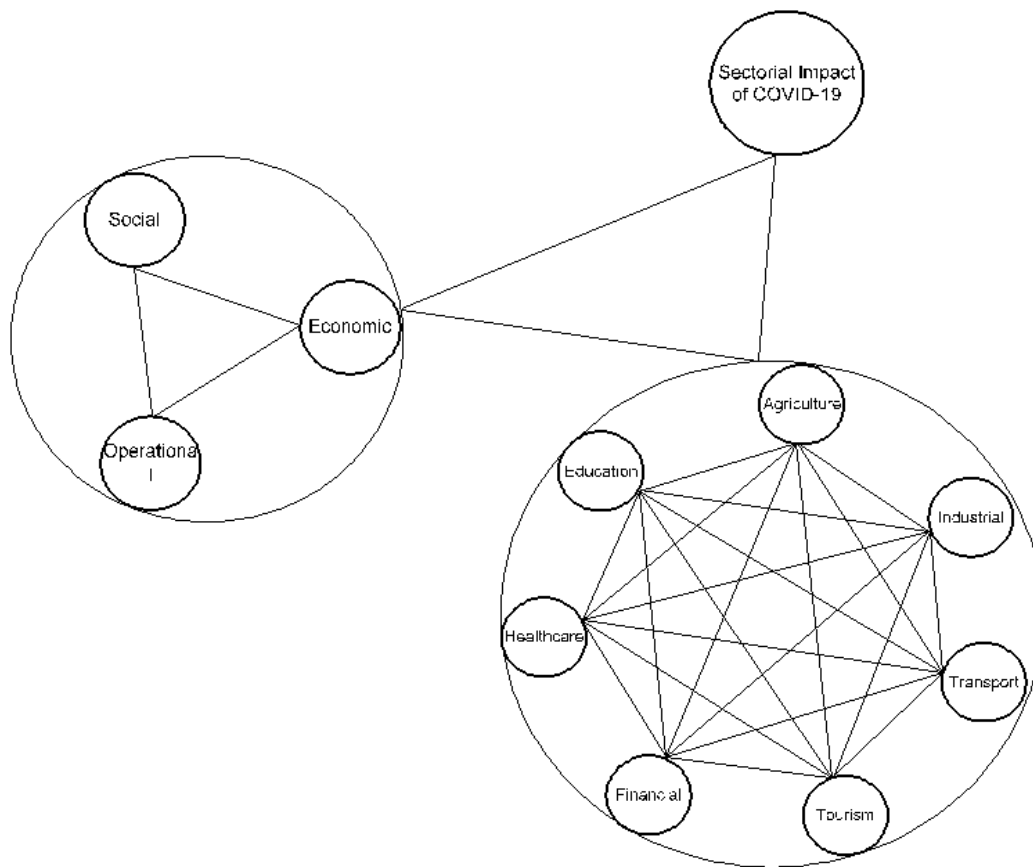 Sectorial Impact
of COVID-19
Social
Economic
Operationa
l
Agriculture
Education
Industrial
Healthcare
Transport
Financial
Tourism